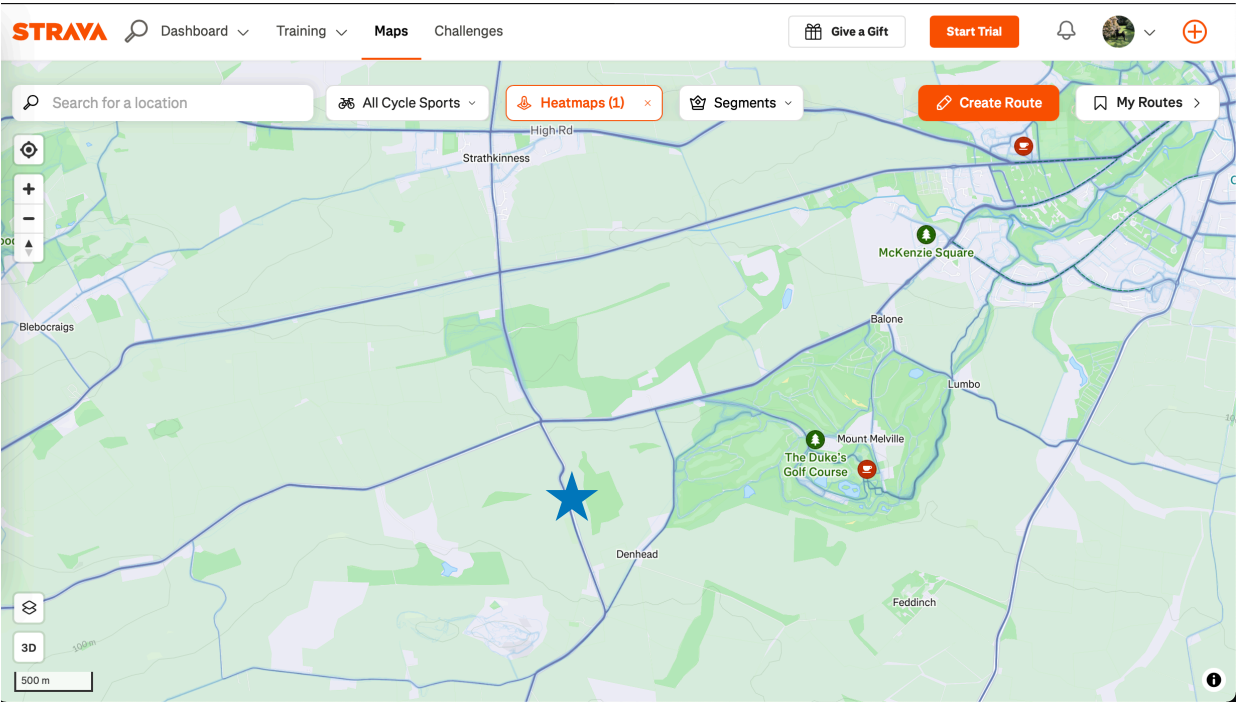 STRAVA
Dashboard
Training
Maps
Challenges
Give a Gift
Start Trial
Search for a location
All Cycle Sports
Heatmaps (1)
×
Segments
Create Route
My Routes
High Rd
Strathkinness
McKenzie Square
Blebocraigs
Balone
Lumbo
Mount Melville
The Duke's
Golf Course
Denhead
Feddinch
100 m
3D
500 m